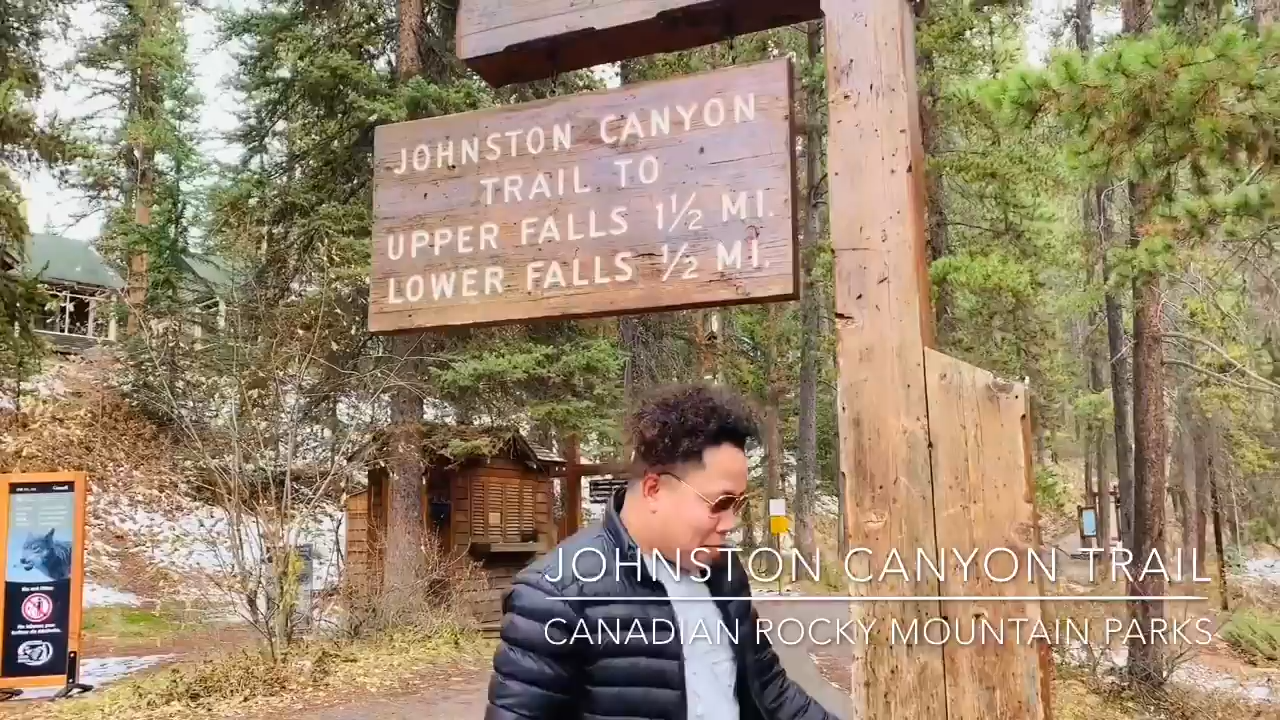 JOHNSTON CANYON
TRAIL TO
UPPER FALLS 1½ MI.
LOWER FALLS ½ MI.
JOHNSTON CANYON TRAIL
CANADIAN ROCKY MOUNTAIN PARKS